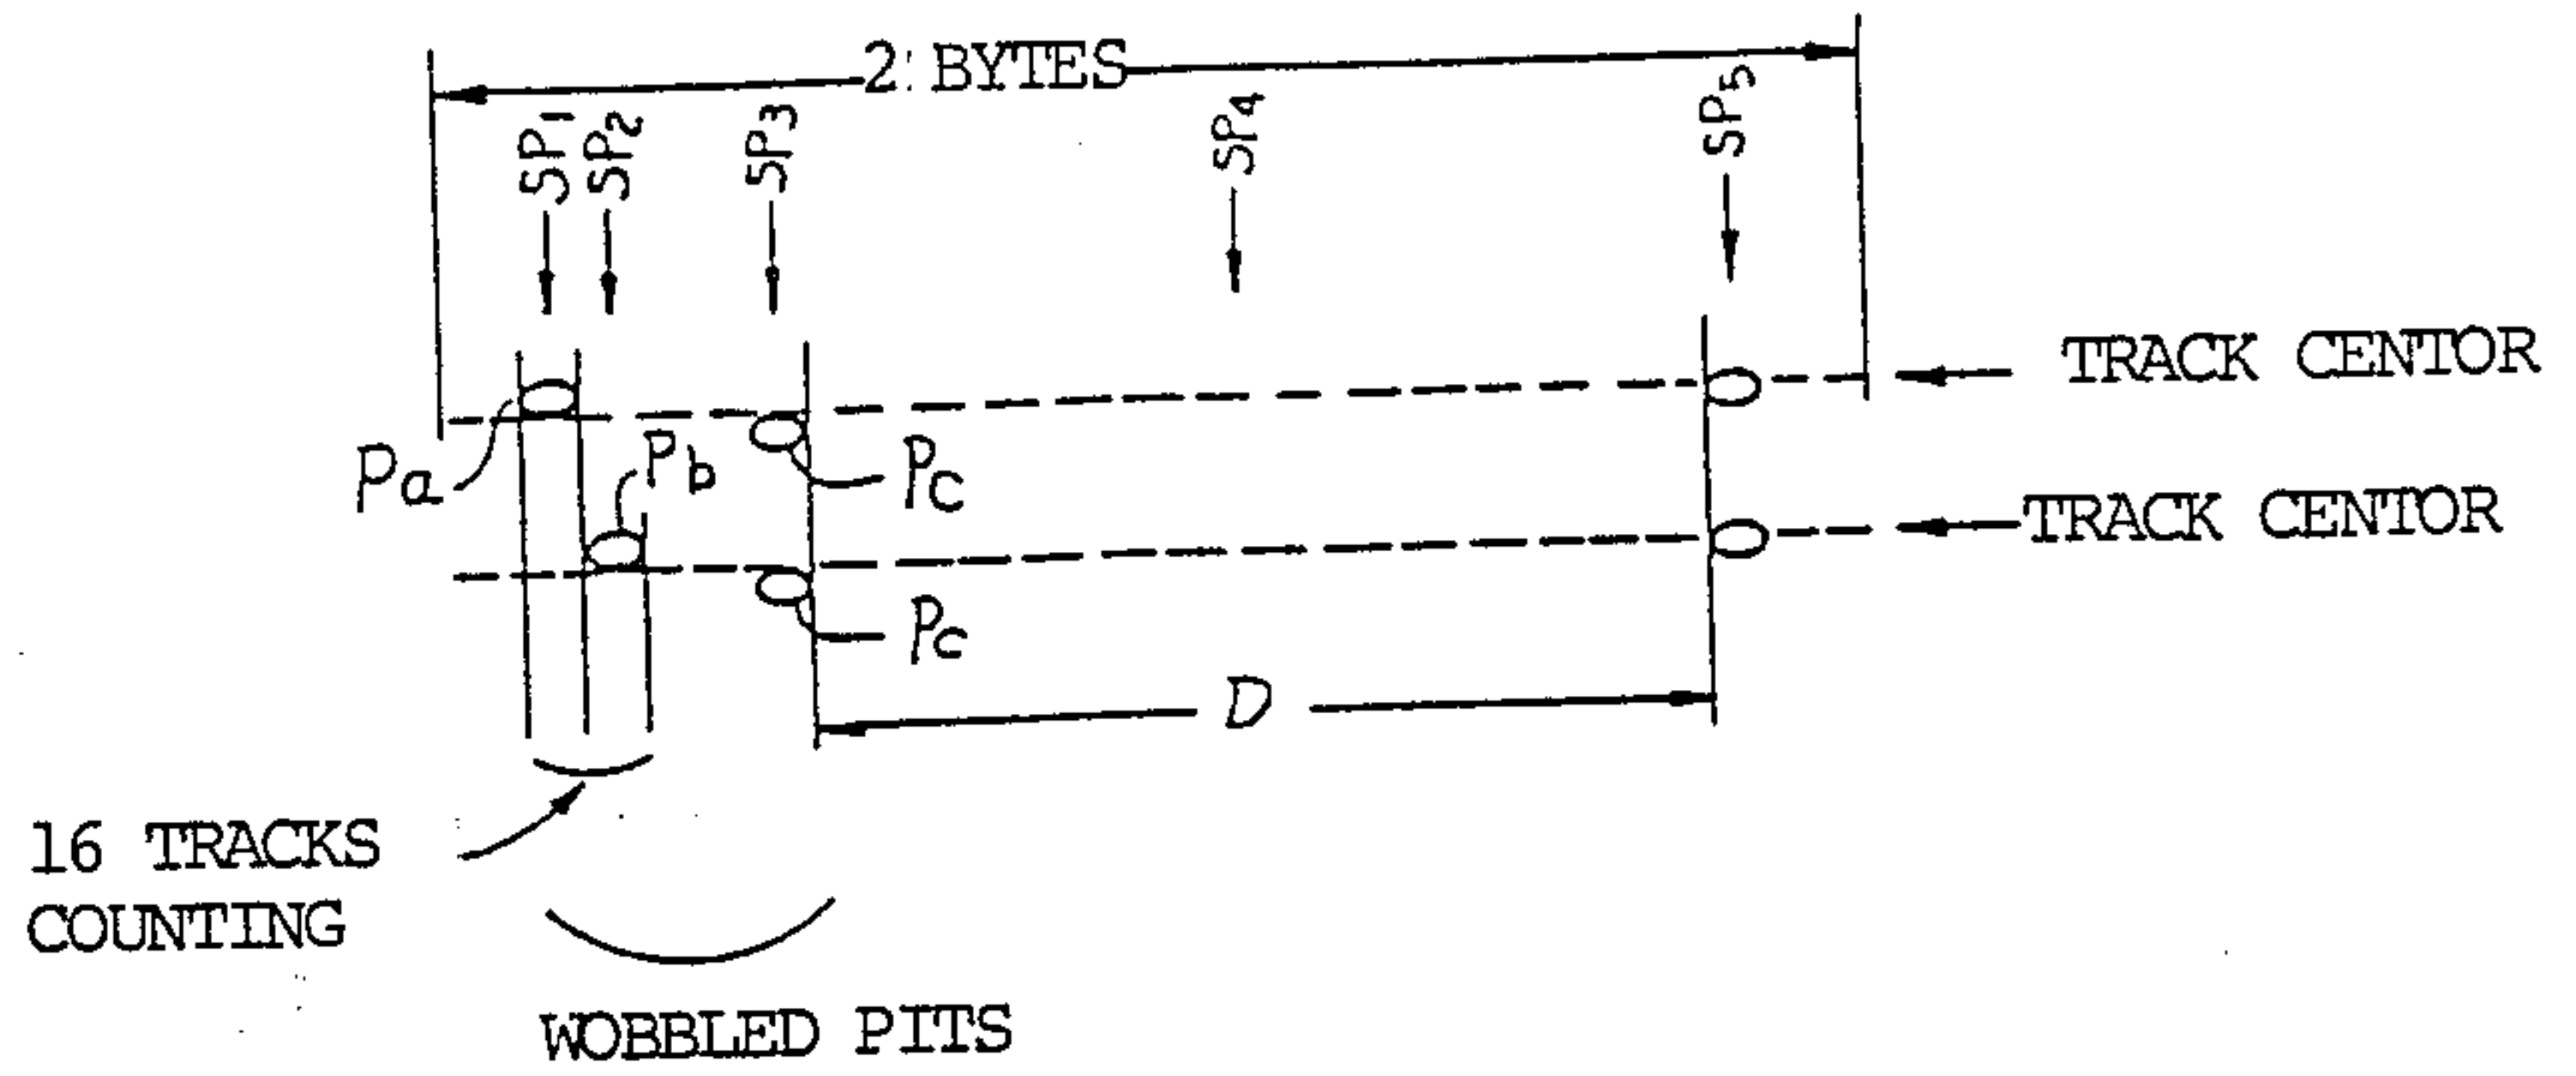 2 BYTES
SP1
SP2
SP3
SP4
SP5
TRACK CENTOR
Pa
Pb
Pc
TRACK CENTOR
Pc
D
16 TRACKS
COUNTING
WOBBLED PITS